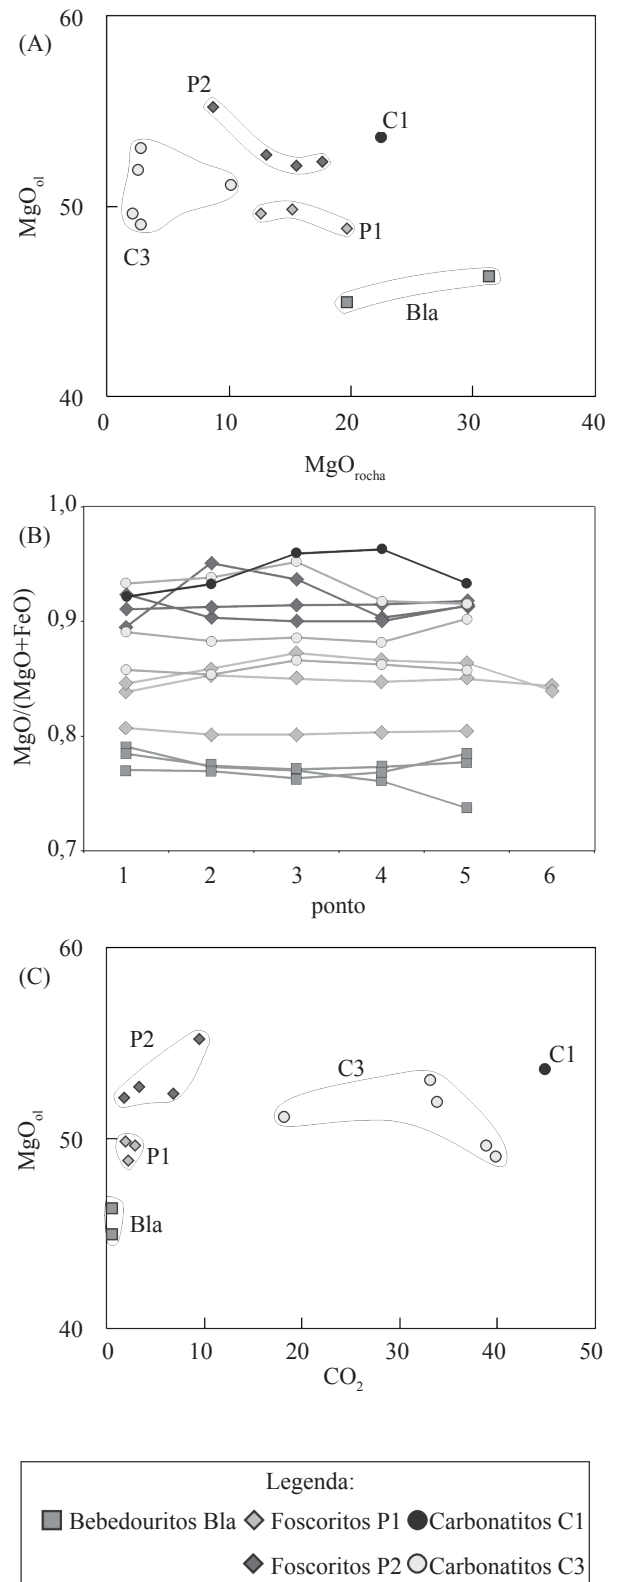 (A)
60
50
40
MgOol
P2
C1
C3
P1
Bla
0 10 20 30 40
MgOrocha
(B)
1,0
0,9
0,8
0,7
MgO/(MgO+FeO)
1 2 3 4 5 6
ponto
(C)
60
50
40
MgOol
P2
C3
C1
P1
Bla
0 10 20 30 40 50
CO2
Legenda:
Bebedouritos Bla Foscoritos P1 Carbonatitos C1
Foscoritos P2 Carbonatitos C3